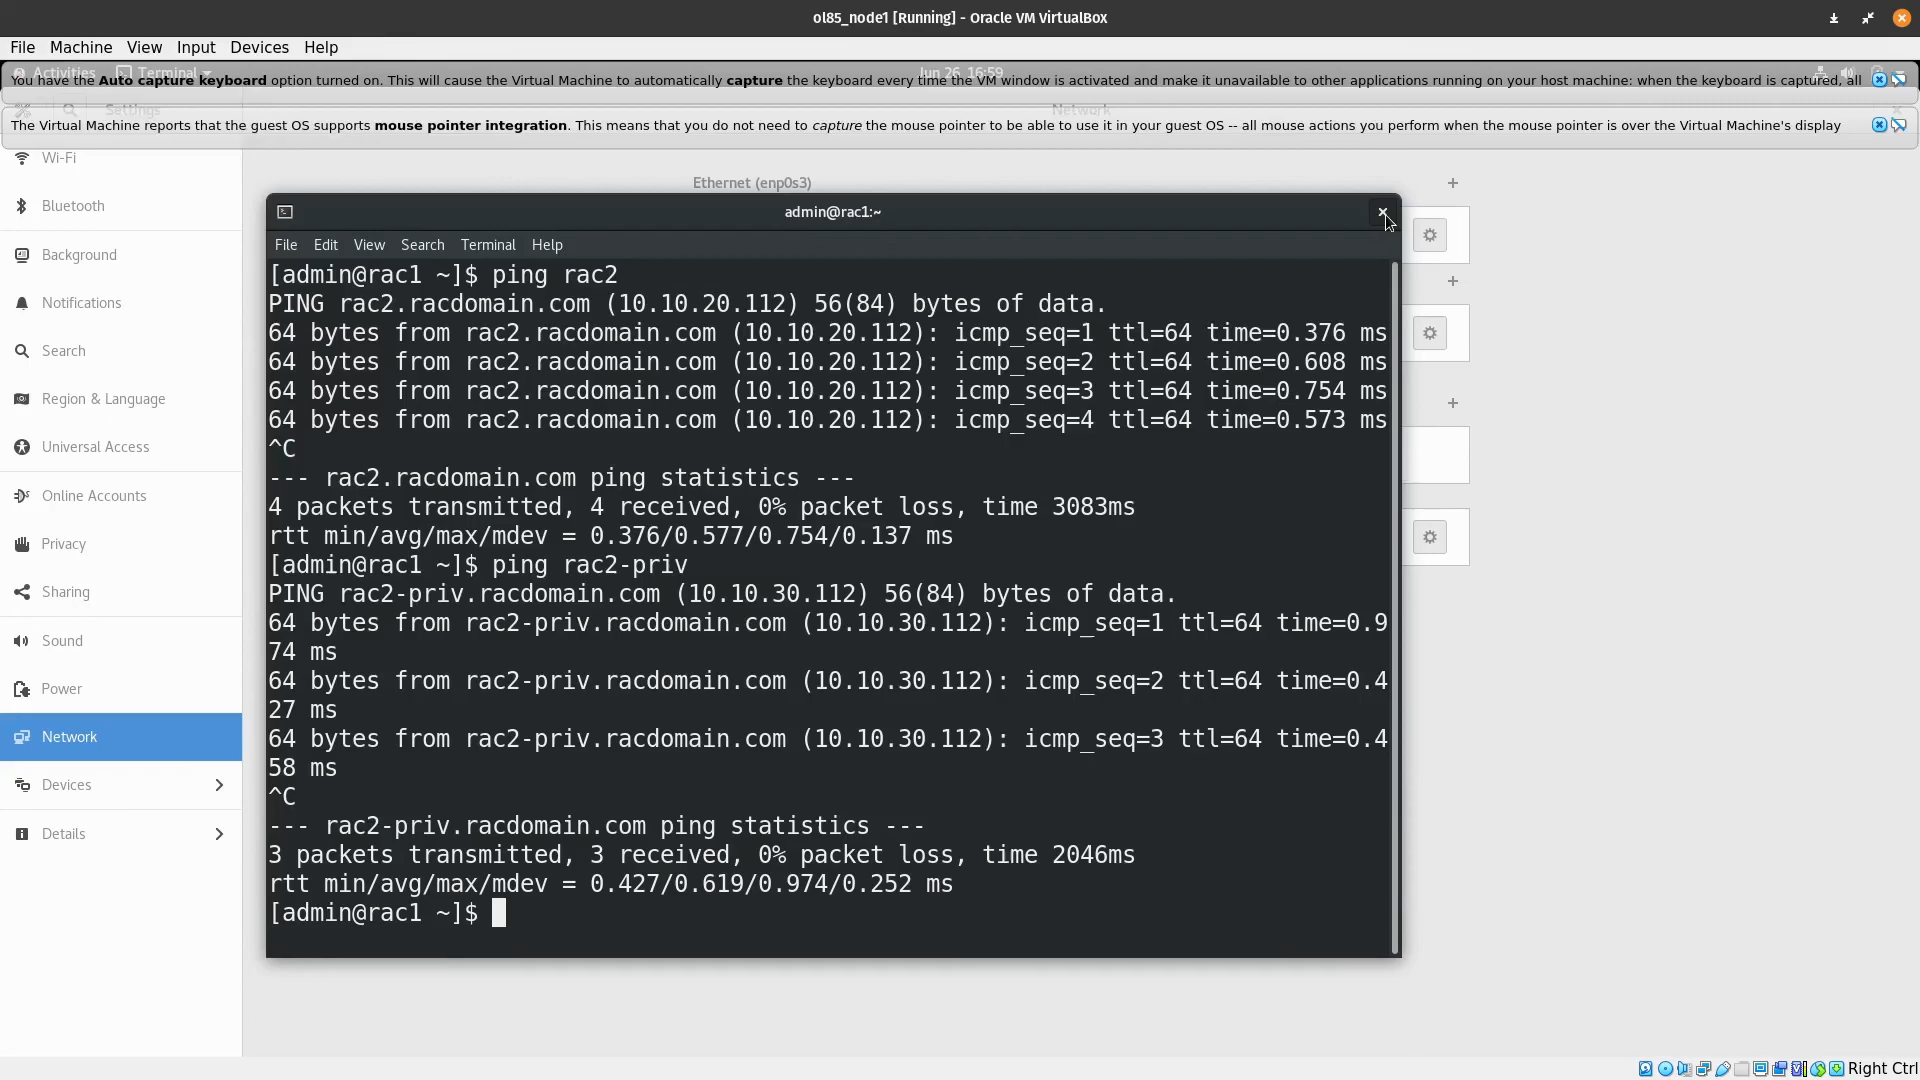 ol85_node1 [Running] - Oracle VM VirtualBox
File Machine View Input Devices Help
Activities Terminal Jun 26, 16:59
You have the Auto capture keyboard option turned on. This will cause the Virtual Machine to automatically capture the keyboard every time the VM window is activated and make it unavailable to other applications running on your host machine: when the keyboard is captured, all
Settings Network
The Virtual Machine reports that the guest OS supports mouse pointer integration. This means that you do not need to capture the mouse pointer to be able to use it in your guest OS -- all mouse actions you perform when the mouse pointer is over the Virtual Machine's display
Wi-Fi
Bluetooth
Background
Notifications
Search
Region & Language
Universal Access
Online Accounts
Privacy
Sharing
Sound
Power
Network
Devices
Details
Ethernet (enp0s3)
admin@rac1:~
File Edit View Search Terminal Help
[admin@rac1 ~]$ ping rac2
PING rac2.racdomain.com (10.10.20.112) 56(84) bytes of data.
64 bytes from rac2.racdomain.com (10.10.20.112): icmp_seq=1 ttl=64 time=0.376 ms
64 bytes from rac2.racdomain.com (10.10.20.112): icmp_seq=2 ttl=64 time=0.608 ms
64 bytes from rac2.racdomain.com (10.10.20.112): icmp_seq=3 ttl=64 time=0.754 ms
64 bytes from rac2.racdomain.com (10.10.20.112): icmp_seq=4 ttl=64 time=0.573 ms
^C
--- rac2.racdomain.com ping statistics ---
4 packets transmitted, 4 received, 0% packet loss, time 3083ms
rtt min/avg/max/mdev = 0.376/0.577/0.754/0.137 ms
[admin@rac1 ~]$ ping rac2-priv
PING rac2-priv.racdomain.com (10.10.30.112) 56(84) bytes of data.
64 bytes from rac2-priv.racdomain.com (10.10.30.112): icmp_seq=1 ttl=64 time=0.9
74 ms
64 bytes from rac2-priv.racdomain.com (10.10.30.112): icmp_seq=2 ttl=64 time=0.4
27 ms
64 bytes from rac2-priv.racdomain.com (10.10.30.112): icmp_seq=3 ttl=64 time=0.4
58 ms
^C
--- rac2-priv.racdomain.com ping statistics ---
3 packets transmitted, 3 received, 0% packet loss, time 2046ms
rtt min/avg/max/mdev = 0.427/0.619/0.974/0.252 ms
[admin@rac1 ~]$
Right Ctrl